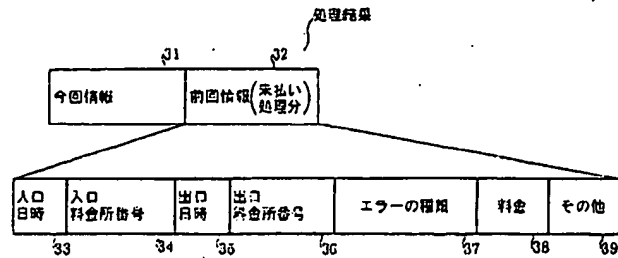 処理結果
31
32
今回情報
前回情報(未払い処理分)
入口
日時
入口
料金所番号
出口
日時
出口
料金所番号
エラーの種類
料金
その他
33
34
35
36
37
38
39